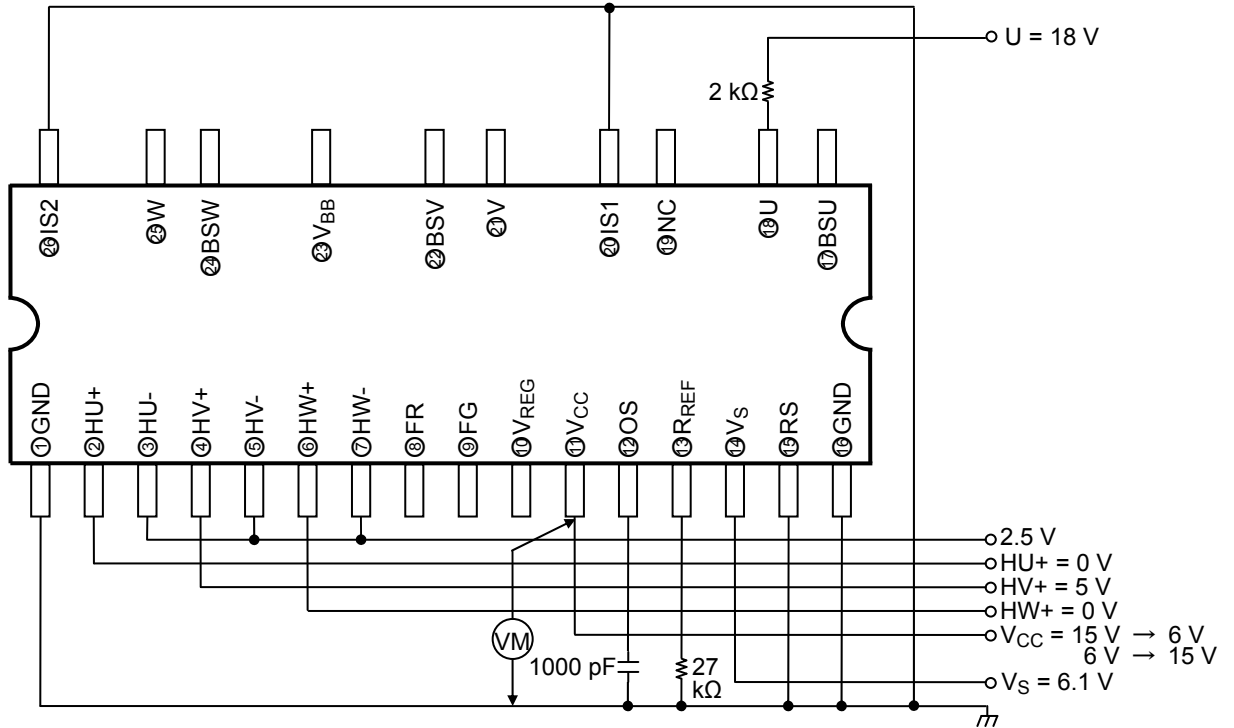 U = 18 V
2 kΩ
㉖IS2
㉕W
㉔BSW
㉓VBB
㉒BSV
㉑V
⑳IS1
⑲NC
⑱U
⑰BSU
①GND
②HU+
③HU-
④HV+
⑤HV-
⑥HW+
⑦HW-
⑧FR
⑨FG
⑩VREG
⑪VCC
⑫OS
⑬RREF
⑭VS
⑮RS
⑯GND
2.5 V
HU+ = 0 V
HV+ = 5 V
HW+ = 0 V
VCC = 15 V → 6 V
6 V → 15 V
VM
1000 pF
27
kΩ
VS = 6.1 V